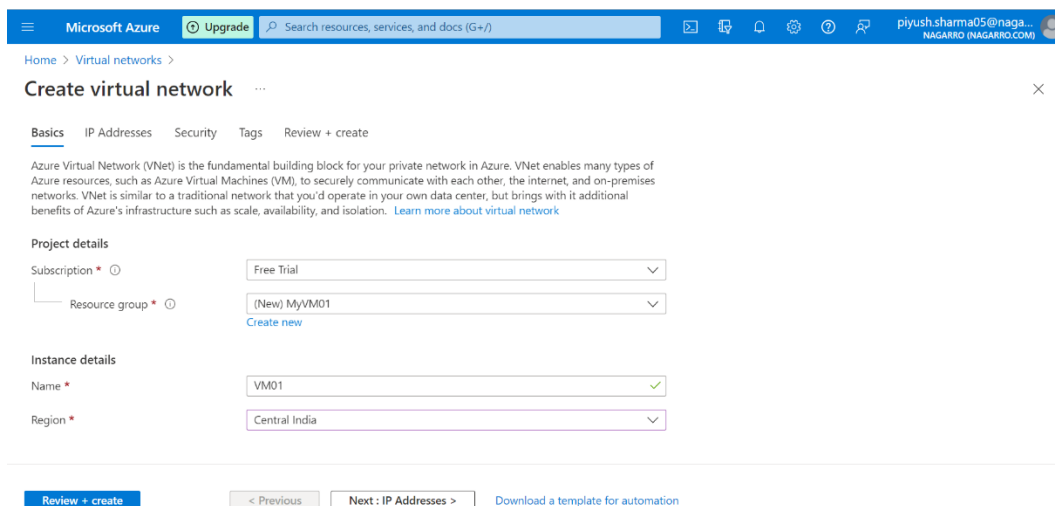 Microsoft Azure Upgrade Search resources, services, and docs (G+/) piyush.sharma05@naga...
NAGARRO (NAGARRO.COM)
Home > Virtual networks >
Create virtual network ...
Basics IP Addresses Security Tags Review + create
Azure Virtual Network (VNet) is the fundamental building block for your private network in Azure. VNet enables many types of
Azure resources, such as Azure Virtual Machines (VM), to securely communicate with each other, the internet, and on-premises
networks. VNet is similar to a traditional network that you'd operate in your own data center, but brings with it additional
benefits of Azure's infrastructure such as scale, availability, and isolation. Learn more about virtual network
Project details
Subscription * Free Trial
Resource group * (New) MyVM01
Create new
Instance details
Name * VM01
Region * Central India
Review + create < Previous Next : IP Addresses > Download a template for automation